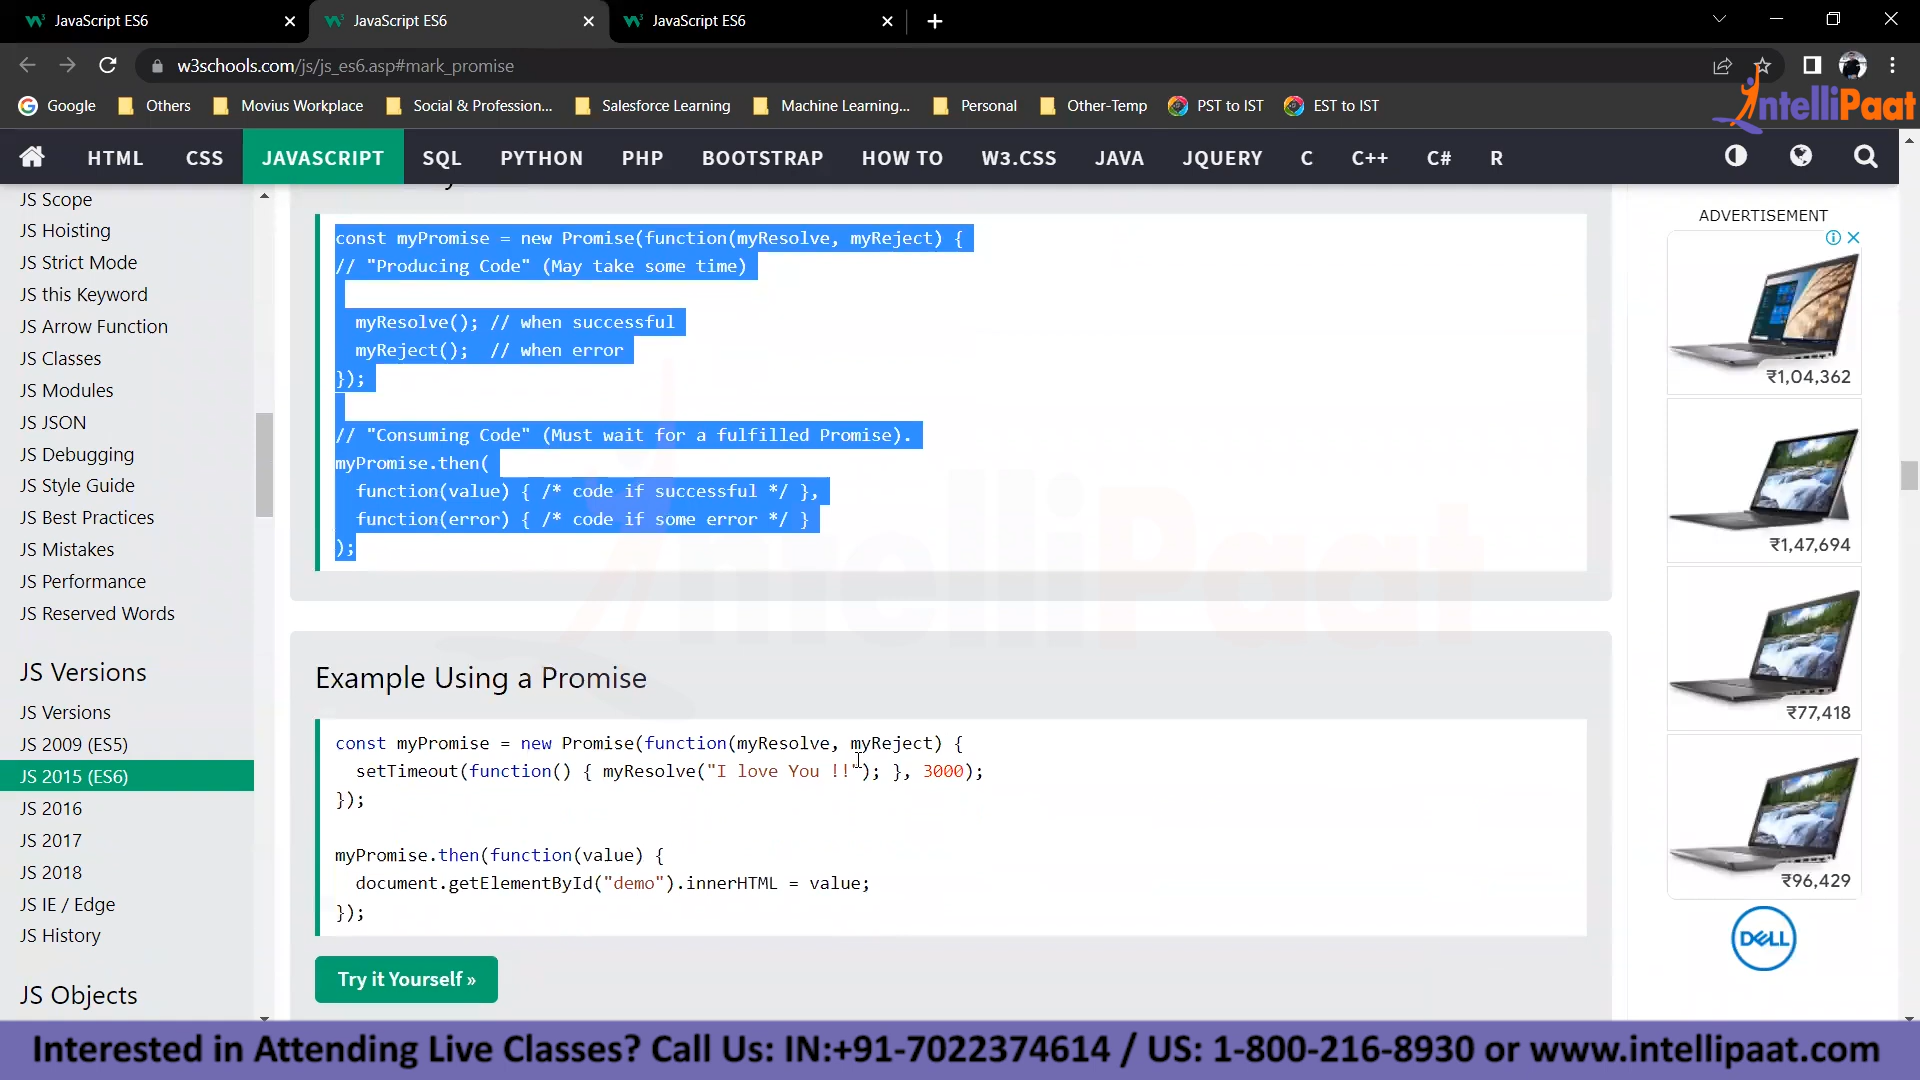 JavaScript ES6
JavaScript ES6
JavaScript ES6
w3schools.com/js/js_es6.asp#mark_promise
Google
Others
Movius Workplace
Social & Profession...
Salesforce Learning
Machine Learning...
Personal
Other-Temp
PST to IST
EST to IST
IntelliPaat
HTML
CSS
JAVASCRIPT
SQL
PYTHON
PHP
BOOTSTRAP
HOW TO
W3.CSS
JAVA
JQUERY
C
C++
C#
R
JS Scope
JS Hoisting
JS Strict Mode
JS this Keyword
JS Arrow Function
JS Classes
JS Modules
JS JSON
JS Debugging
JS Style Guide
JS Best Practices
JS Mistakes
JS Performance
JS Reserved Words
JS Versions
JS Versions
JS 2009 (ES5)
JS 2015 (ES6)
JS 2016
JS 2017
JS 2018
JS IE / Edge
JS History
JS Objects
const myPromise = new Promise(function(myResolve, myReject) {
// "Producing Code" (May take some time)
myResolve(); // when successful
myReject();  // when error
});
// "Consuming Code" (Must wait for a fulfilled Promise).
myPromise.then(
function(value) { /* code if successful */ },
function(error) { /* code if some error */ }
);
IntelliPaat
Example Using a Promise
const myPromise = new Promise(function(myResolve, myReject) {
setTimeout(function() { myResolve("I love You !!"); }, 3000);
});
myPromise.then(function(value) {
document.getElementById("demo").innerHTML = value;
});
Try it Yourself »
ADVERTISEMENT
₹1,04,362
₹1,47,694
₹77,418
₹96,429
DELL
Interested in Attending Live Classes? Call Us: IN:+91-7022374614 / US: 1-800-216-8930 or www.intellipaat.com